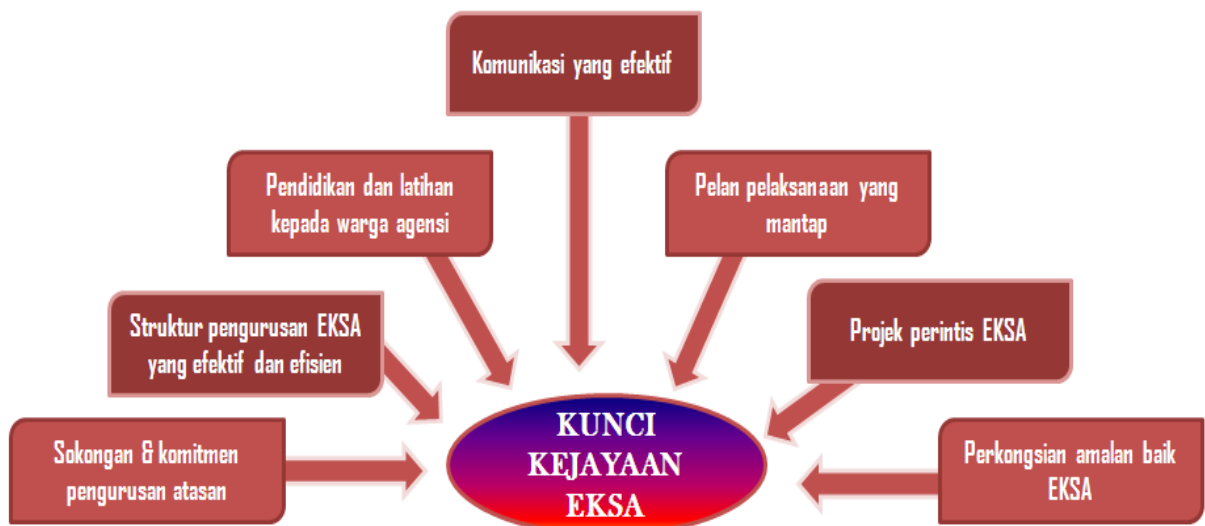 Komunikasi yang efektif
Pendidikan dan latihan
kepada warga agensi
Pelan pelaksanaan yang
mantap
Struktur pengurusan EKSA
yang efektif dan efisien
Projek perintis EKSA
Sokongan & komitmen
pengurusan atasan
KUNCI
KEJAYAAN
EKSA
Perkongsian amalan baik
EKSA